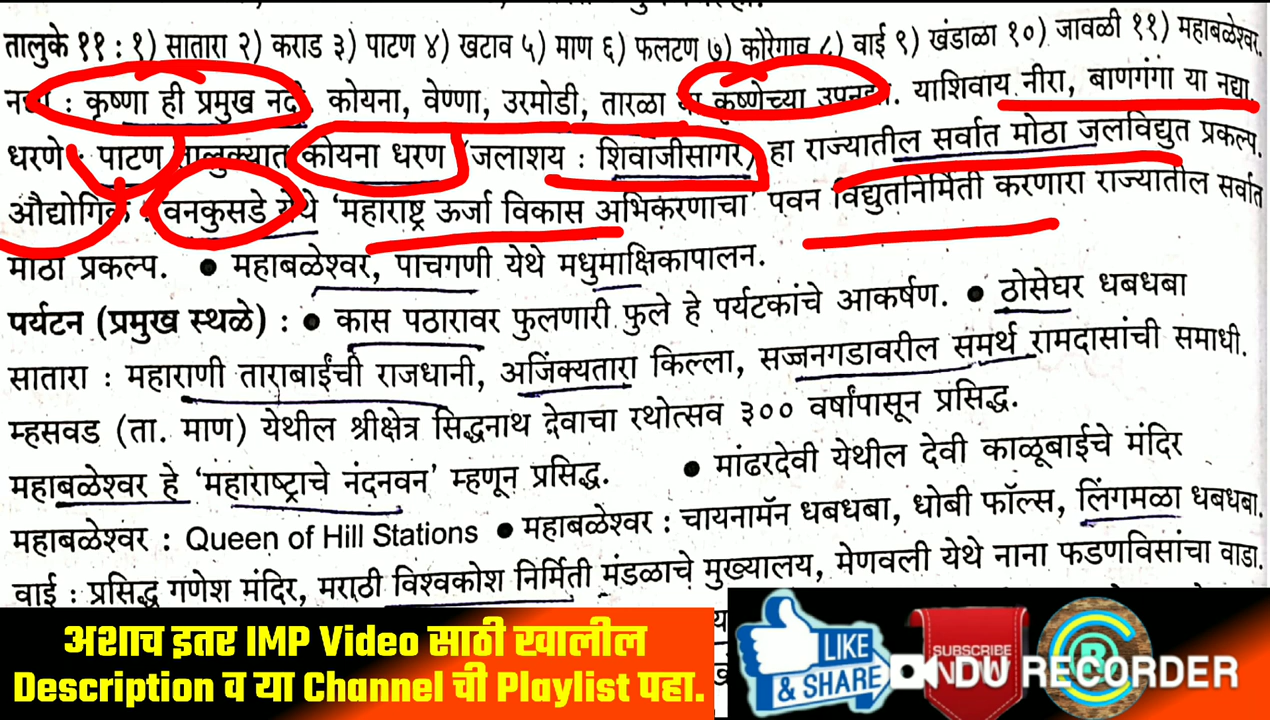 तालुके ११ : १) सातारा २) कराड ३) पाटण ४) खटाव ५) माण ६) फलटण ७) कोरेगाव ८) वाई ९) खंडाळा १०) जावळी ११) महाबळेश्वर.
: कृष्णा ही प्रमुख नदी. कोयना, वेण्णा, उरमोडी, तारळा या कृष्णेच्या उपनद्या. याशिवाय नीरा, बाणगंगा या नद्या
धरणे : पाटण तालुक्यात कोयना धरण (जलाशय : शिवाजीसागर) हा राज्यातील सर्वात मोठा जलविद्युत प्रकल्प.
औद्योगिक : वनकुसडे येथे ‘महाराष्ट्र ऊर्जा विकास अभिकरणाचा’ पवन विद्युतनिर्मिती करणारा राज्यातील सर्वात
मोठा प्रकल्प. ● महाबळेश्वर, पाचगणी येथे मधुमाक्षिकापालन.
पर्यटन (प्रमुख स्थळे) : ● कास पठारावर फुलणारी फुले हे पर्यटकांचे आकर्षण. ● ठोसेघर धबधबा
सातारा : महाराणी ताराबाईंची राजधानी, अजिंक्यतारा किल्ला, सज्जनगडावरील समर्थ रामदासांची समाधी.
म्हसवड (ता. माण) येथील श्रीक्षेत्र सिद्धनाथ देवाचा रथोत्सव ३०० वर्षांपासून प्रसिद्ध.
महाबळेश्वर हे ‘महाराष्ट्राचे नंदनवन’ म्हणून प्रसिद्ध. ● मांढरदेवी येथील देवी काळूबाईचे मंदिर
महाबळेश्वर : Queen of Hill Stations ● महाबळेश्वर : चायनामॅन धबधबा, धोबी फॉल्स, लिंगमळा धबधबा.
वाई : प्रसिद्ध गणेश मंदिर, मराठी विश्वकोश निर्मिती मंडळाचे मुख्यालय, मेणवली येथे नाना फडणविसांचा वाडा.
अशाच इतर IMP Video साठी खालील
Description व या Channel ची Playlist पहा.
LIKE
& SHARE
SUBSCRIBE
DU RECORDER